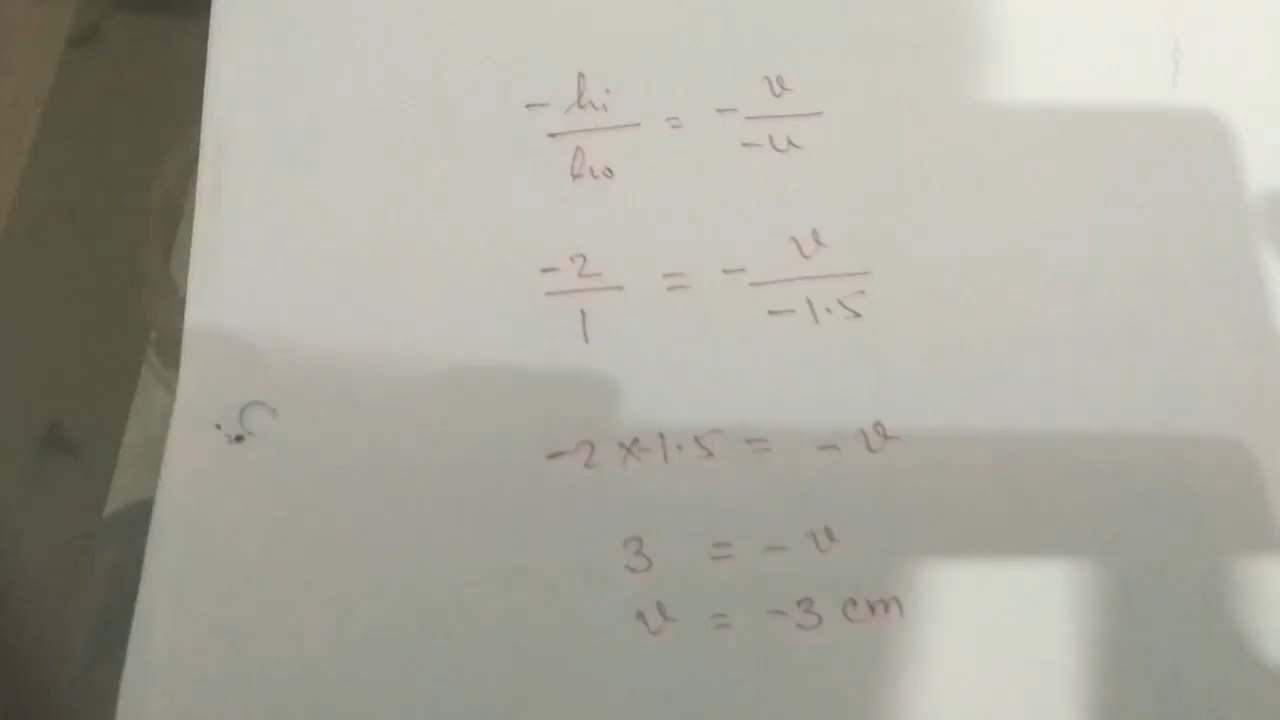 -hi/ho = - v/-u
-2/1 = - v/-1.5
-2 x -1.5 = - v
3 = - v
v = -3 cm